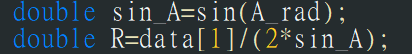 double sin_A=sin(A_rad);
double R=data[1]/(2*sin_A);